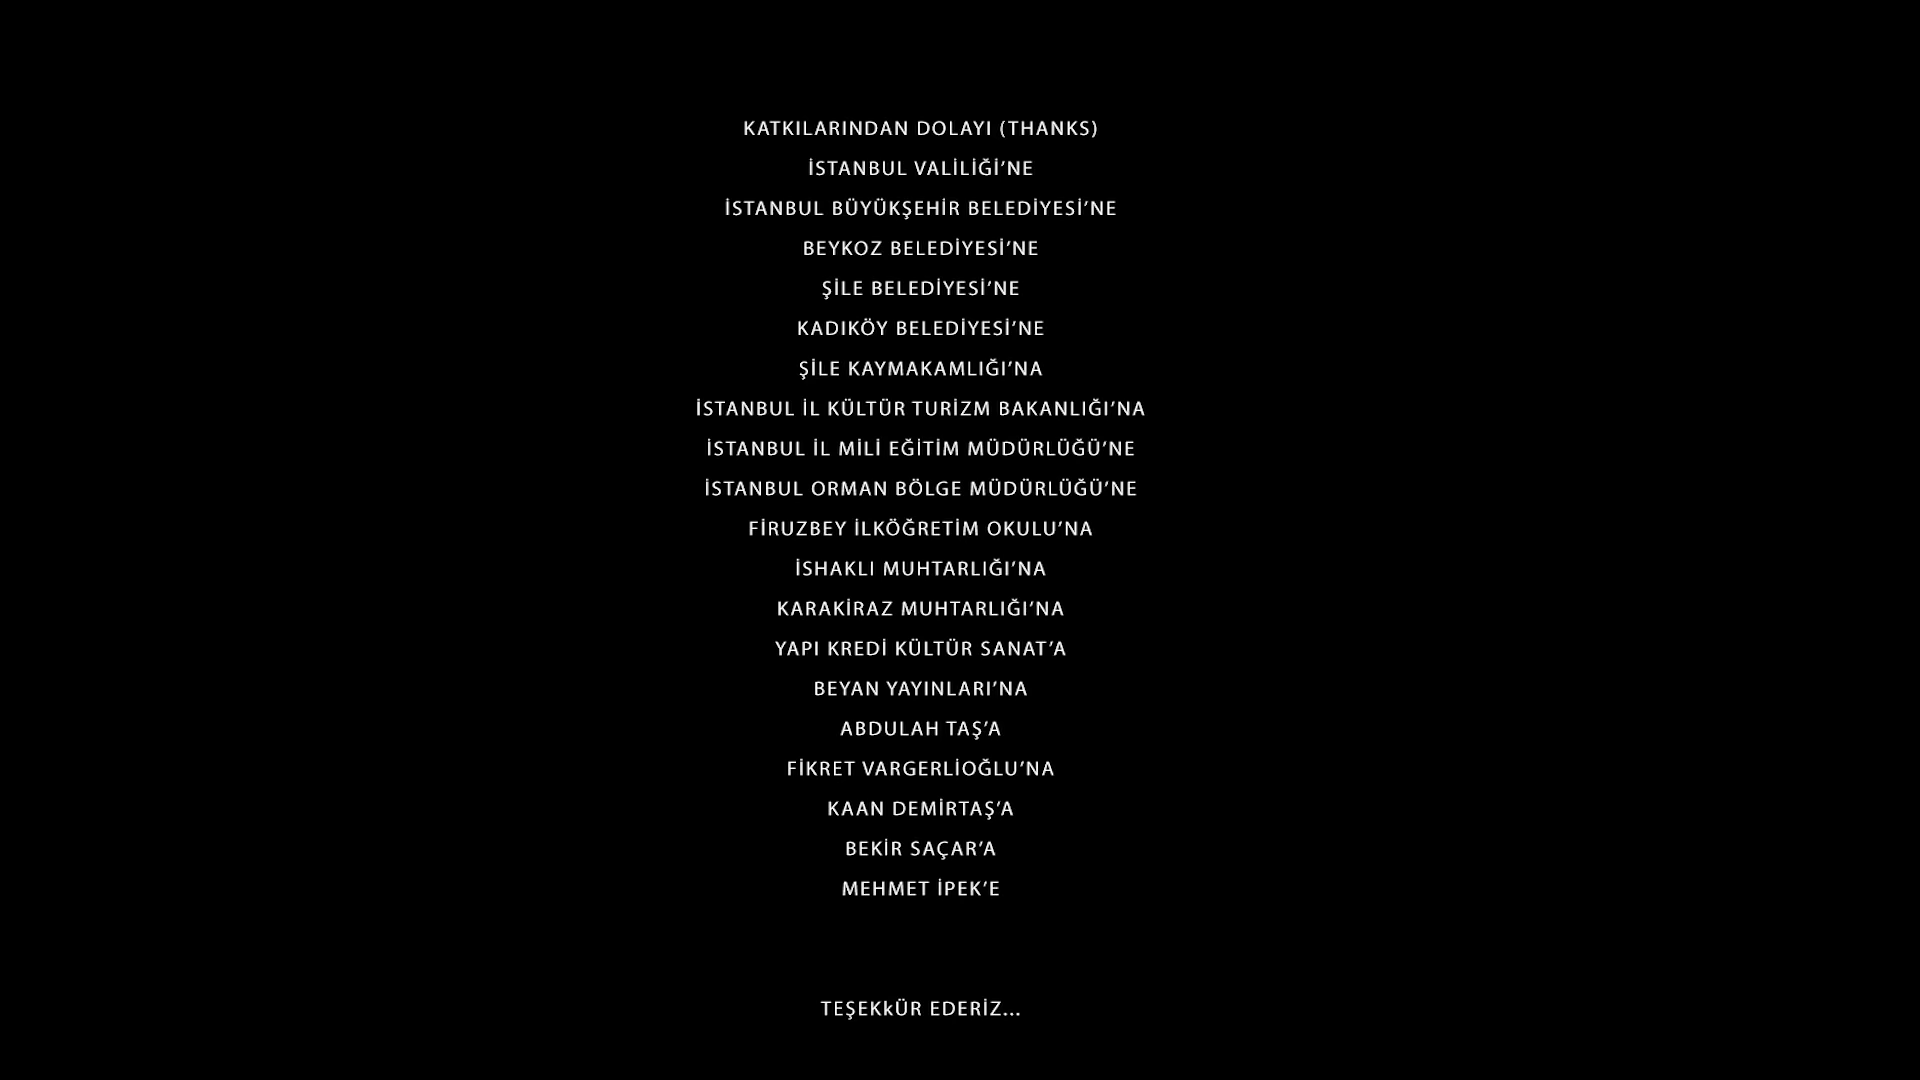 KATKILARINDAN DOLAYI (THANKS)
İSTANBUL VALİLİĞİ’NE
İSTANBUL BÜYÜKŞEHİR BELEDİYESİ’NE
BEYKOZ BELEDİYESİ’NE
ŞİLE BELEDİYESİ’NE
KADIKÖY BELEDİYESİ’NE
ŞİLE KAYMAKAMLIĞI’NA
İSTANBUL İL KÜLTÜR TURİZM BAKANLIĞI’NA
İSTANBUL İL MİLİ EĞİTİM MÜDÜRLÜĞÜ’NE
İSTANBUL ORMAN BÖLGE MÜDÜRLÜĞÜ’NE
FİRUZBEY İLKÖĞRETİM OKULU’NA
İSHAKLI MUHTARLIĞI’NA
KARAKİRAZ MUHTARLIĞI’NA
YAPI KREDİ KÜLTÜR SANAT’A
BEYAN YAYINLARI’NA
ABDULAH TAŞ’A
FİKRET VARGERLİOĞLU’NA
KAAN DEMİRTAŞ’A
BEKİR SAÇAR’A
MEHMET İPEK’E
TEŞEKkÜR EDERİZ...